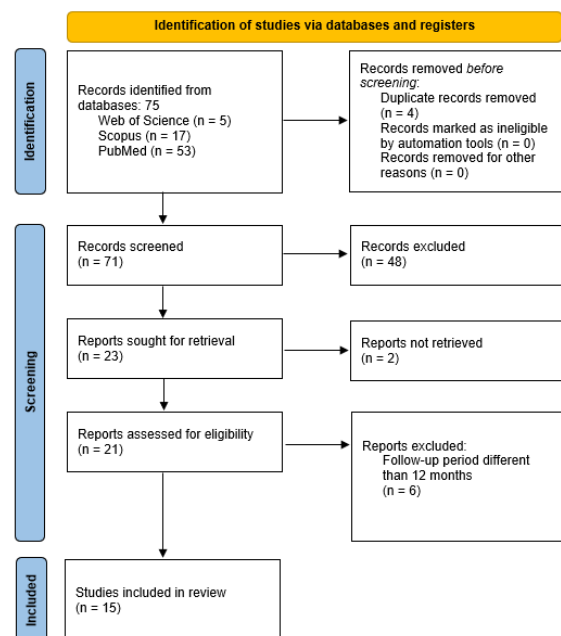 Identification of studies via databases and registers
Identification
Records identified from
databases: 75
Web of Science (n = 5)
Scopus (n = 17)
PubMed (n = 53)
Records removed before
screening:
Duplicate records removed
(n = 4)
Records marked as ineligible
by automation tools (n = 0)
Records removed for other
reasons (n = 0)
Screening
Records screened
(n = 71)
Records excluded
(n = 48)
Reports sought for retrieval
(n = 23)
Reports not retrieved
(n = 2)
Reports assessed for eligibility
(n = 21)
Reports excluded:
Follow-up period different
than 12 months
(n = 6)
Included
Studies included in review
(n = 15)